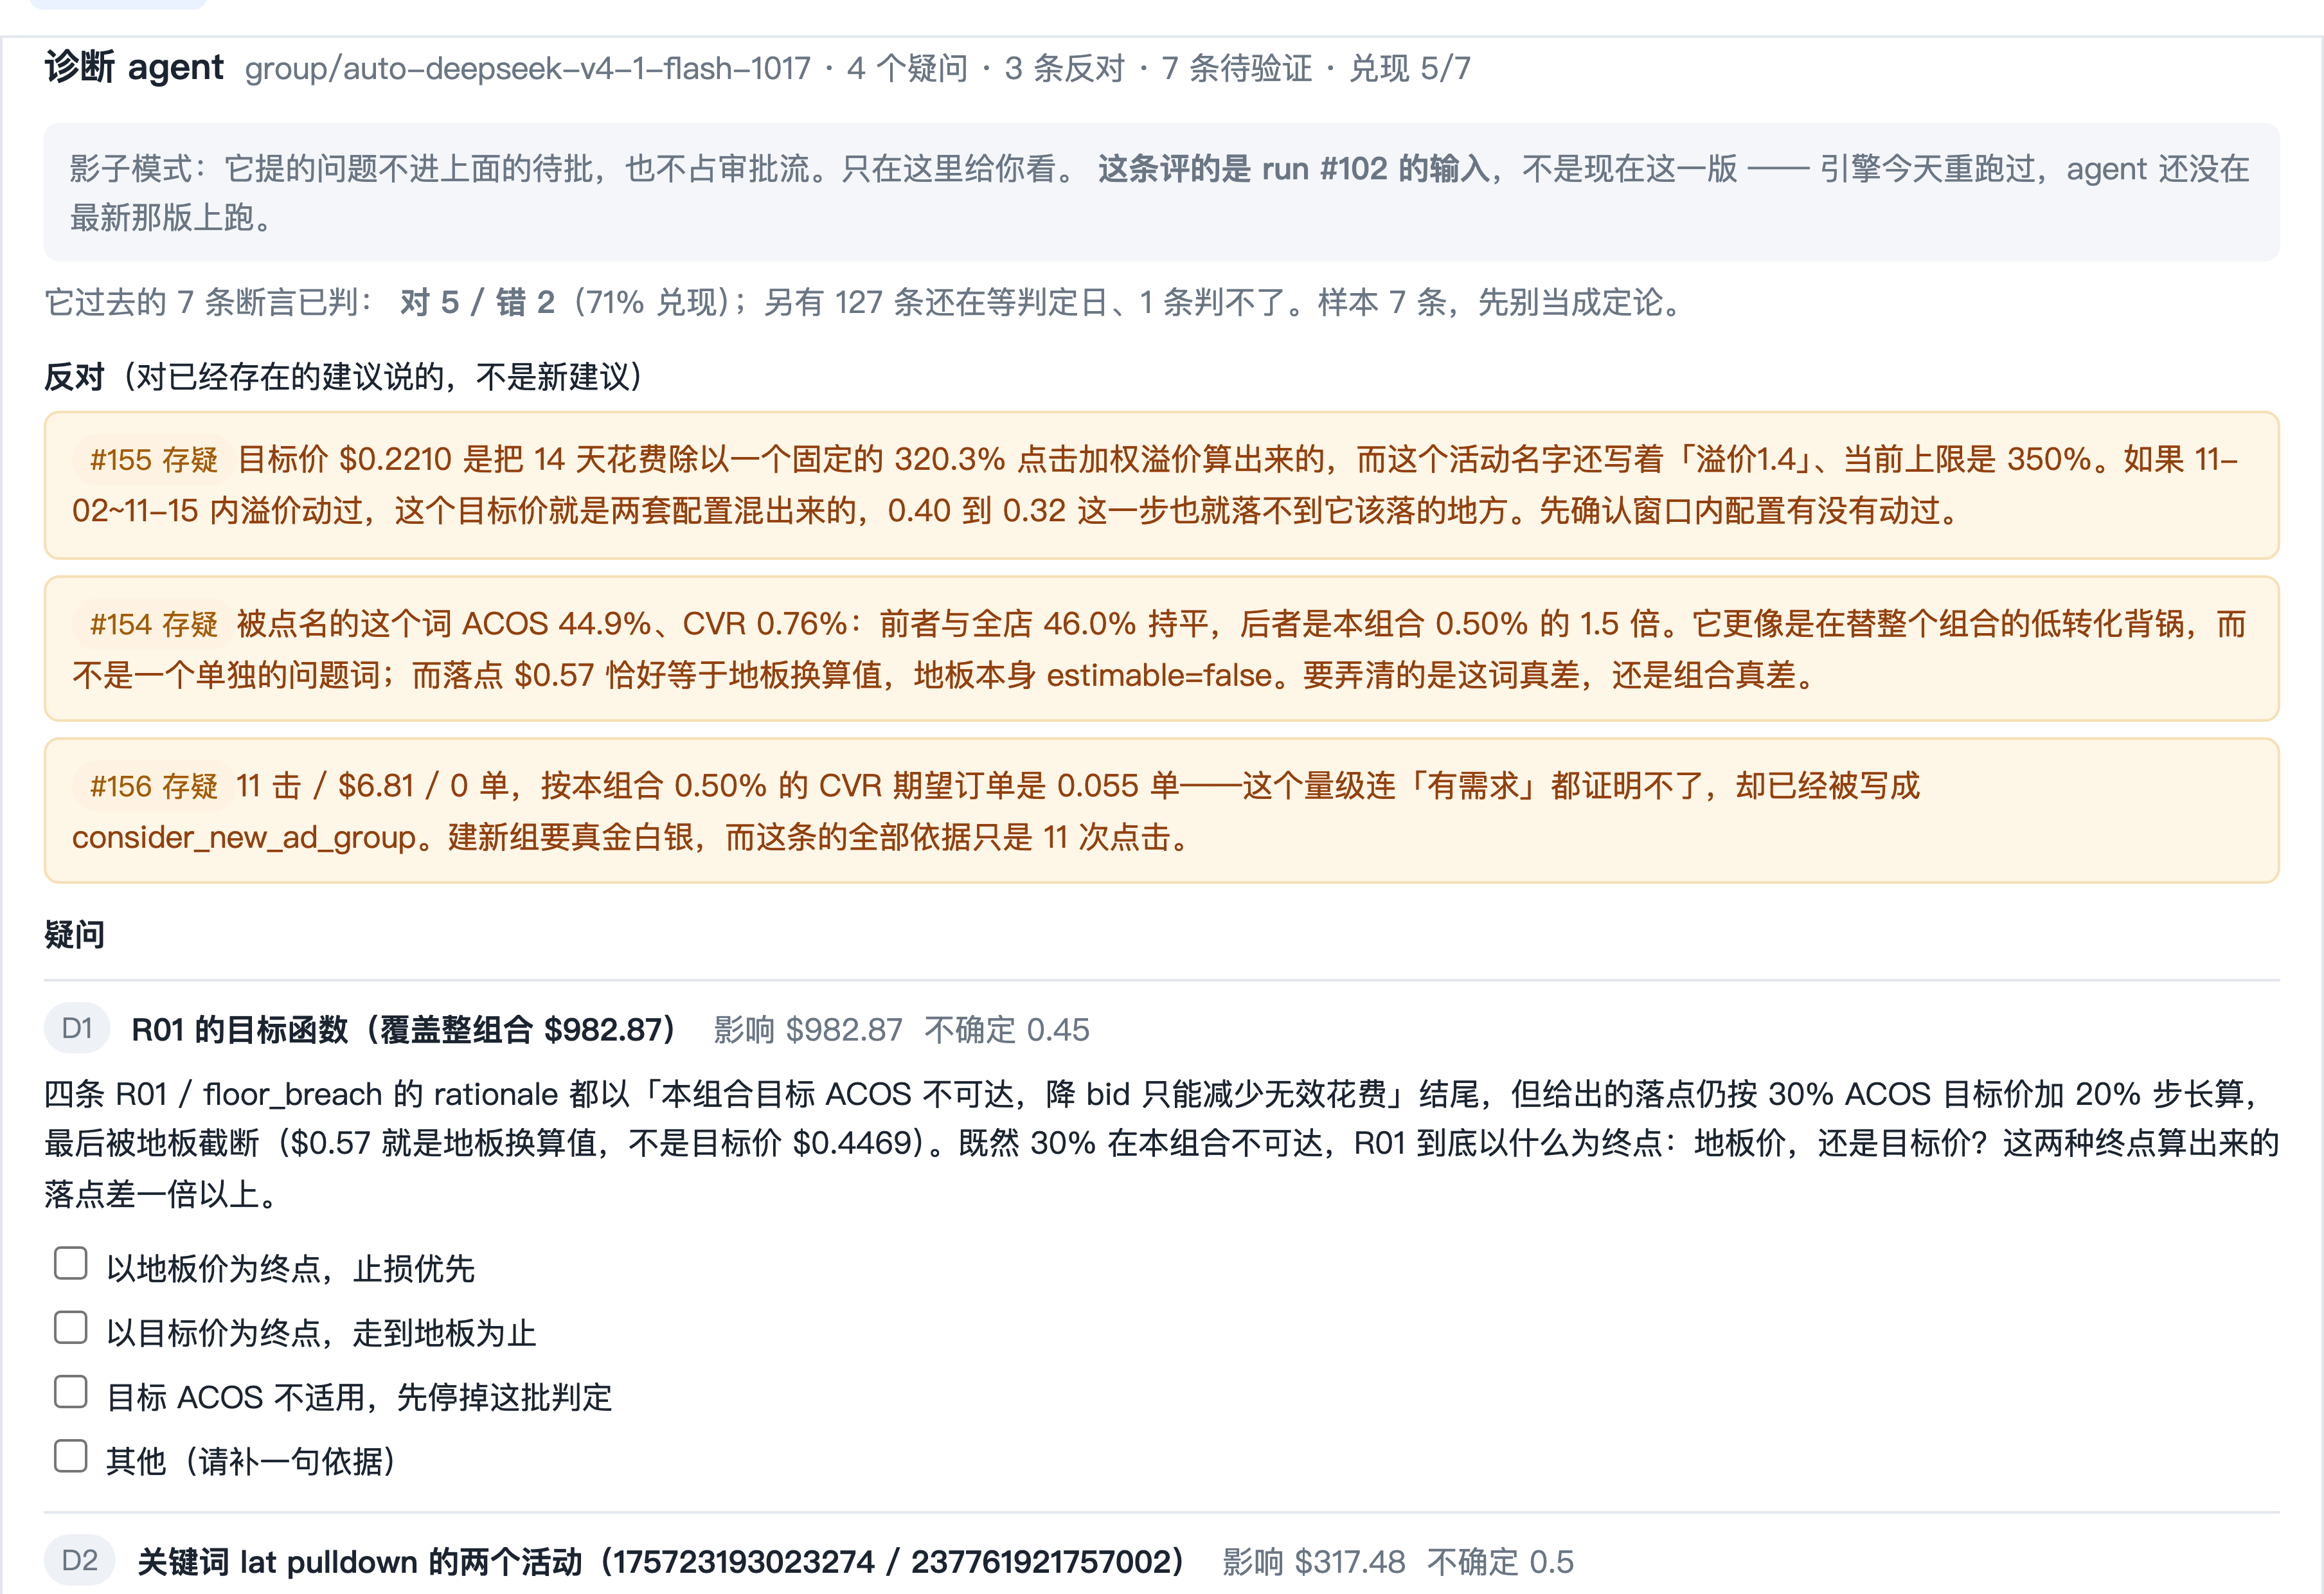 诊断 agent group/auto-deepseek-v4-1-flash-1017 · 4 个疑问 · 3 条反对 · 7 条待验证 · 兑现 5/7
影子模式：它提的问题不进上面的待批，也不占审批流。只在这里给你看。 这条评的是 run #102 的输入，不是现在这一版 —— 引擎今天重跑过，agent 还没在
最新那版上跑。
它过去的 7 条断言已判： 对 5 / 错 2（71% 兑现）；另有 127 条还在等判定日、1 条判不了。样本 7 条，先别当成定论。
反对（对已经存在的建议说的，不是新建议）
#155 存疑 目标价 $0.2210 是把 14 天花费除以一个固定的 320.3% 点击加权溢价算出来的，而这个活动名字还写着「溢价1.4」、当前上限是 350%。如果 11-
02~11-15 内溢价动过，这个目标价就是两套配置混出来的，0.40 到 0.32 这一步也就落不到它该落的地方。先确认窗口内配置有没有动过。
#154 存疑 被点名的这个词 ACOS 44.9%、CVR 0.76%：前者与全店 46.0% 持平，后者是本组合 0.50% 的 1.5 倍。它更像是在替整个组合的低转化背锅，而
不是一个单独的问题词；而落点 $0.57 恰好等于地板换算值，地板本身 estimable=false。要弄清的是这词真差，还是组合真差。
#156 存疑 11 击 / $6.81 / 0 单，按本组合 0.50% 的 CVR 期望订单是 0.055 单——这个量级连「有需求」都证明不了，却已经被写成
consider_new_ad_group。建新组要真金白银，而这条的全部依据只是 11 次点击。
疑问
D1 R01 的目标函数（覆盖整组合 $982.87） 影响 $982.87 不确定 0.45
四条 R01 / floor_breach 的 rationale 都以「本组合目标 ACOS 不可达，降 bid 只能减少无效花费」结尾，但给出的落点仍按 30% ACOS 目标价加 20% 步长算，
最后被地板截断（$0.57 就是地板换算值，不是目标价 $0.4469）。既然 30% 在本组合不可达，R01 到底以什么为终点：地板价，还是目标价？这两种终点算出来的
落点差一倍以上。
以地板价为终点，止损优先
以目标价为终点，走到地板为止
目标 ACOS 不适用，先停掉这批判定
其他（请补一句依据）
D2 关键词 lat pulldown 的两个活动（175723193023274 / 237761921757002） 影响 $317.48 不确定 0.5